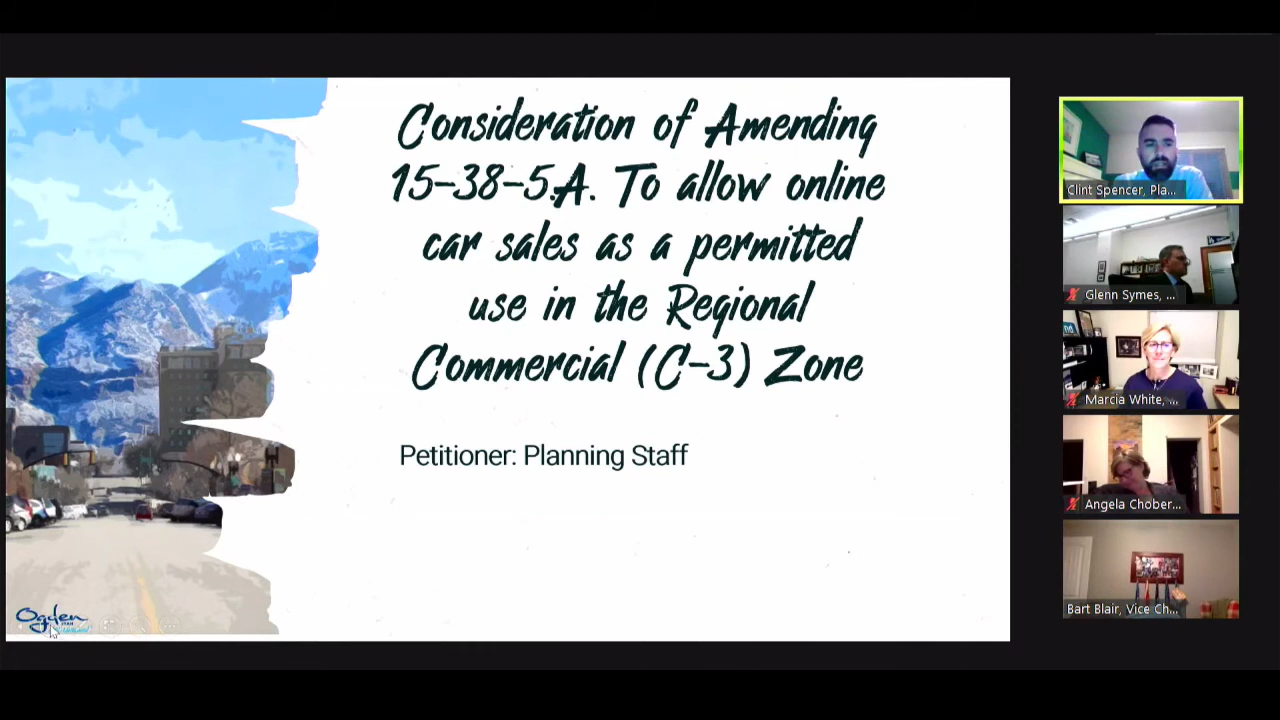 Consideration of Amending
15-38-5.A. To allow online
car sales as a permitted
use in the Regional
Commercial (C-3) Zone
Petitioner: Planning Staff
Ogden
Clint Spencer, Pla...
Glenn Symes, ...
Marcia White, ...
Angela Chober...
Bart Blair, Vice Ch...